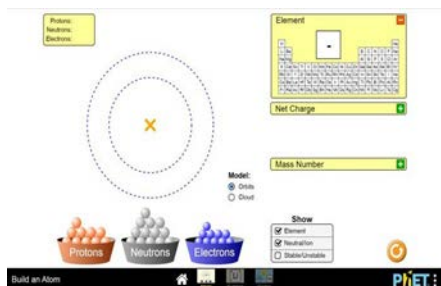 Protons:
Neutrons:
Electrons:
Element
-
Net Charge
Mass Number
Model:
Orbits
Cloud
Protons
Neutrons
Electrons
Show
Element
Neutral/Ion
Stable/Unstable
Build an Atom
PhET